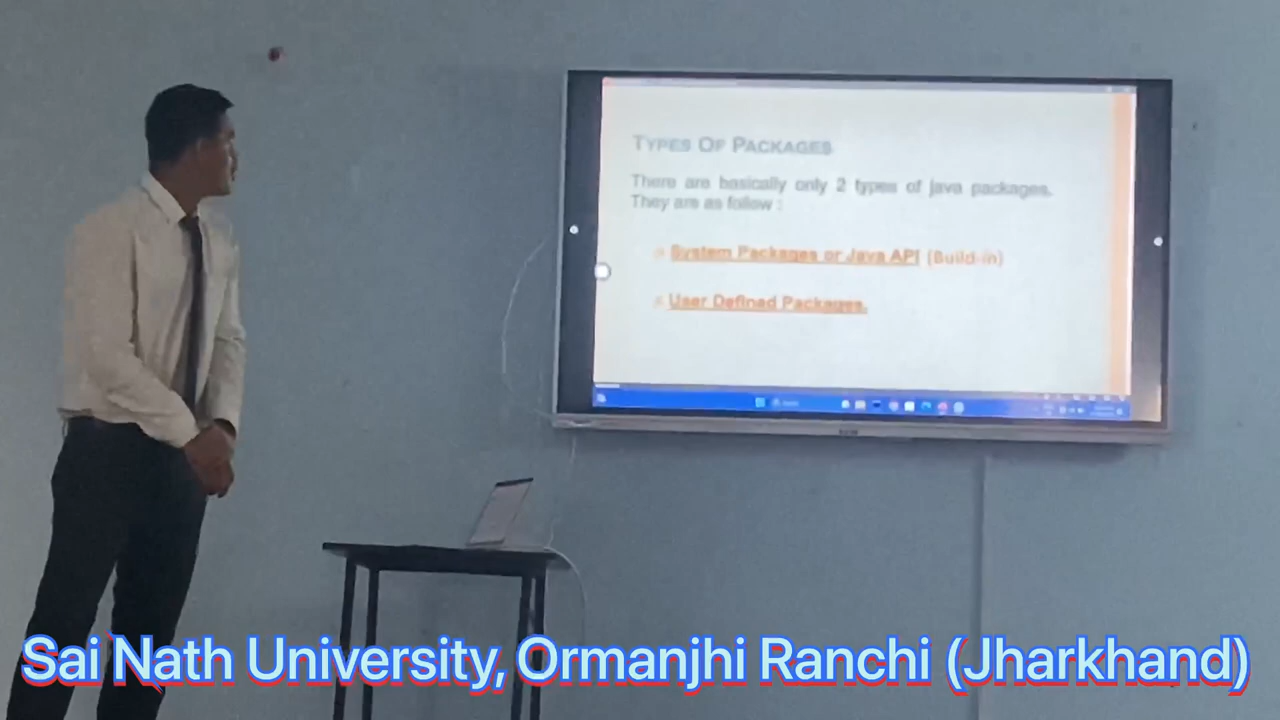 TYPES OF PACKAGES
There are basically only 2 types of java packages.
They are as follow :
System Packages or Java API (Build-in)
User Defined Packages.
Sai Nath University, Ormanjhi Ranchi (Jharkhand)